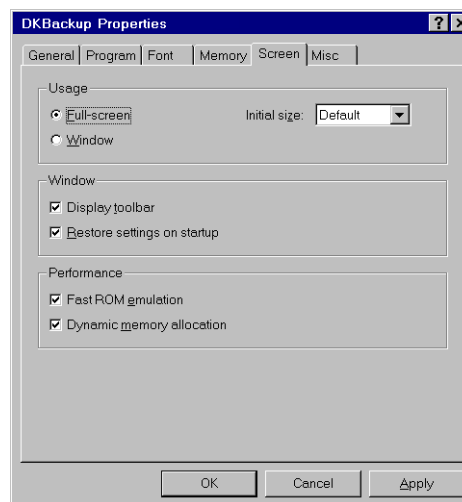 DKBackup Properties
General Program Font Memory Screen Misc
Usage
Full-screen
Initial size: Default
Window
Window
Display toolbar
Restore settings on startup
Performance
Fast ROM emulation
Dynamic memory allocation
OK Cancel Apply